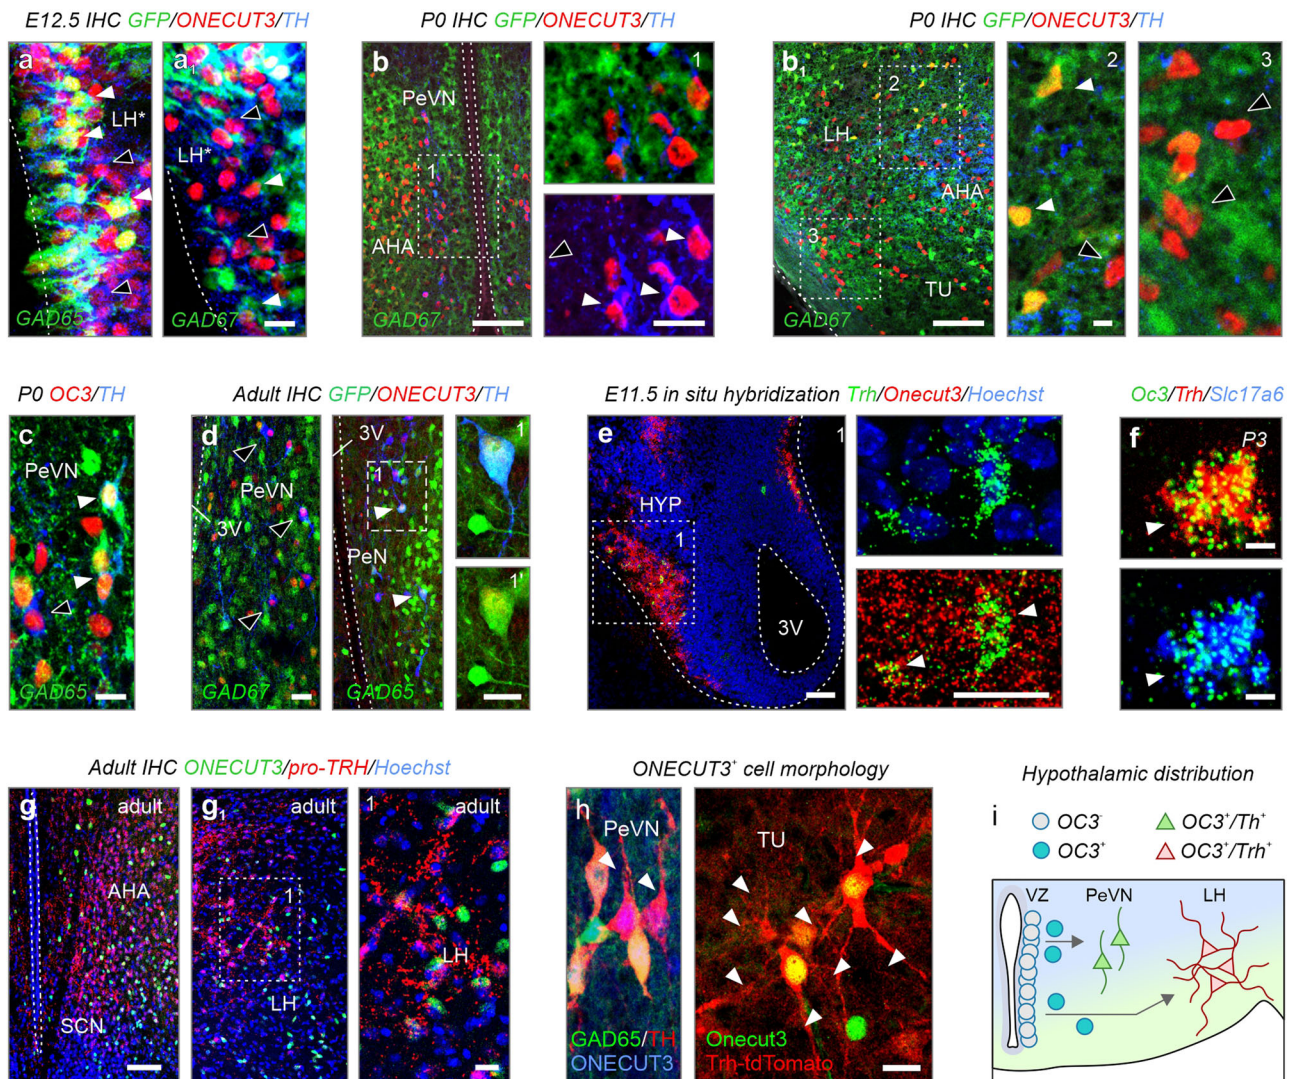 E12.5 IHC GFP/ONECUT3/TH
P0 IHC GFP/ONECUT3/TH
P0 IHC GFP/ONECUT3/TH
a
LH*
GAD65
a1
LH*
GAD67
b
PeVN
1
AHA
GAD67
1
b1
2
LH
AHA
3
TU
GAD67
2
3
P0 OC3/TH
Adult IHC GFP/ONECUT3/TH
E11.5 in situ hybridization Trh/Onecut3/Hoechst
Oc3/Trh/Slc17a6
c
PeVN
GAD65
d
PeVN
3V
GAD67
3V
1
PeN
GAD65
1
1'
e
1
HYP
1
3V
f
P3
Adult IHC ONECUT3/pro-TRH/Hoechst
ONECUT3+ cell morphology
Hypothalamic distribution
g
adult
AHA
SCN
g1
adult
1
LH
1
adult
LH
h
PeVN
GAD65/TH
ONECUT3
TU
Onecut3
Trh-tdTomato
i
OC3-
OC3+/Th+
OC3+
OC3+/Trh+
VZ
PeVN
LH